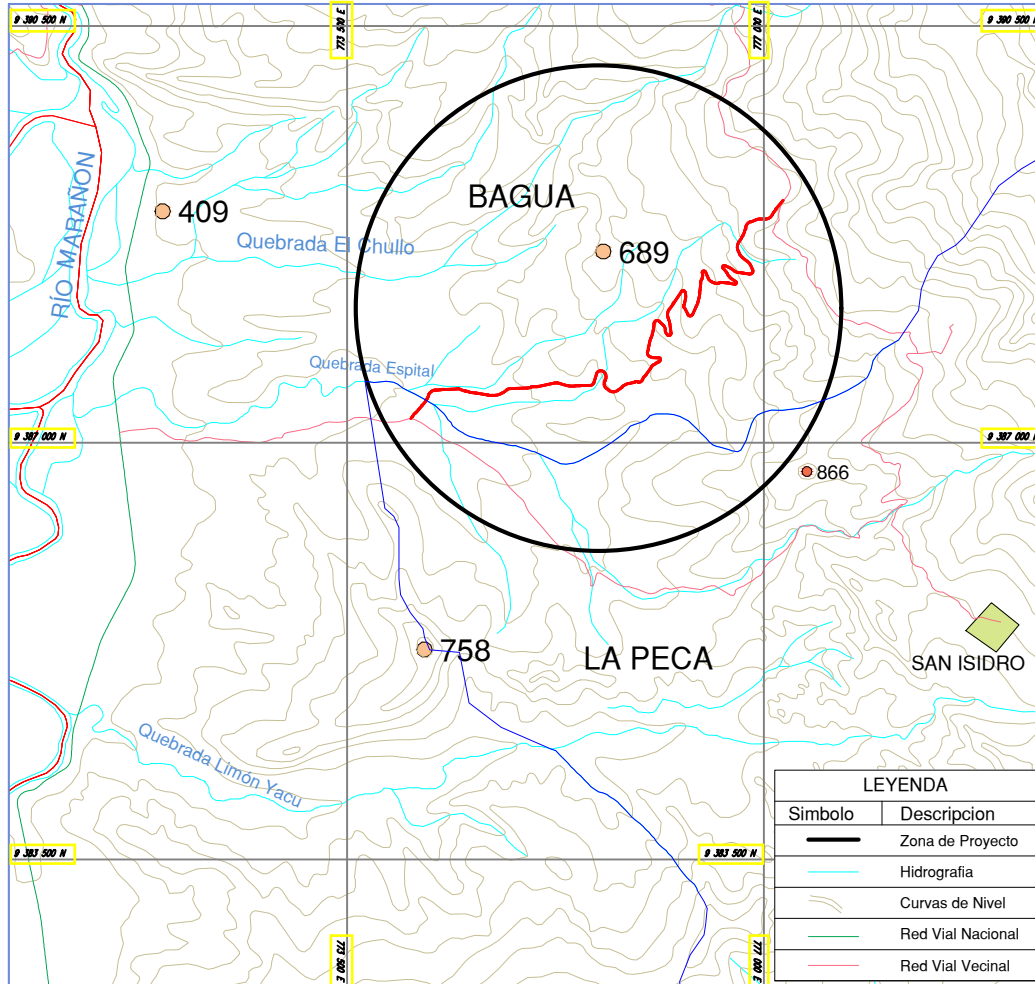 9 390 500 N
773 500 E
777 000 E
9 390 500 N
RÍO MARAÑON
409
BAGUA
Quebrada El Chullo
689
Quebrada Espital
9 387 000 N
9 387 000 N
866
758
LA PECA
SAN ISIDRO
Quebrada Limón Yacu
9 383 500 N
9 383 500 N
773 500 E
777 000 E
LEYENDA
Simbolo Descripcion
Zona de Proyecto
Hidrografia
Curvas de Nivel
Red Vial Nacional
Red Vial Vecinal